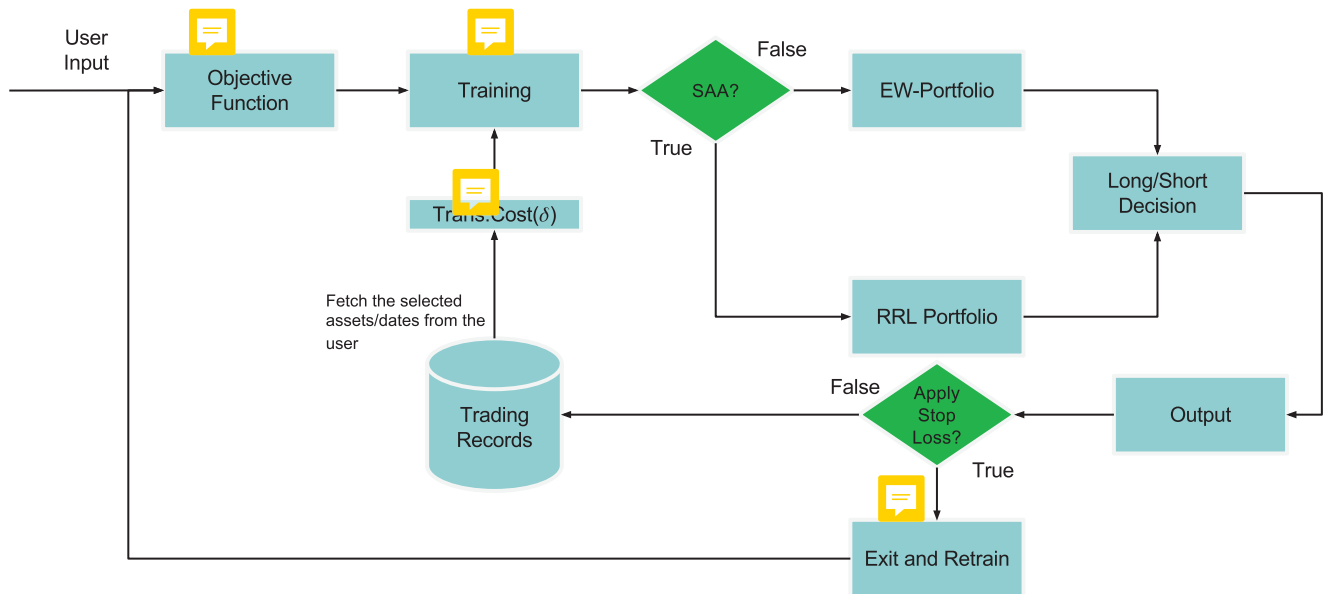 User
Input
Objective
Function
Training
SAA?
False
True
EW-Portfolio
Long/Short
Decision
Trans.Cost(δ)
Fetch the selected
assets/dates from the
user
RRL Portfolio
Trading
Records
False
Apply
Stop
Loss?
True
Output
Exit and Retrain